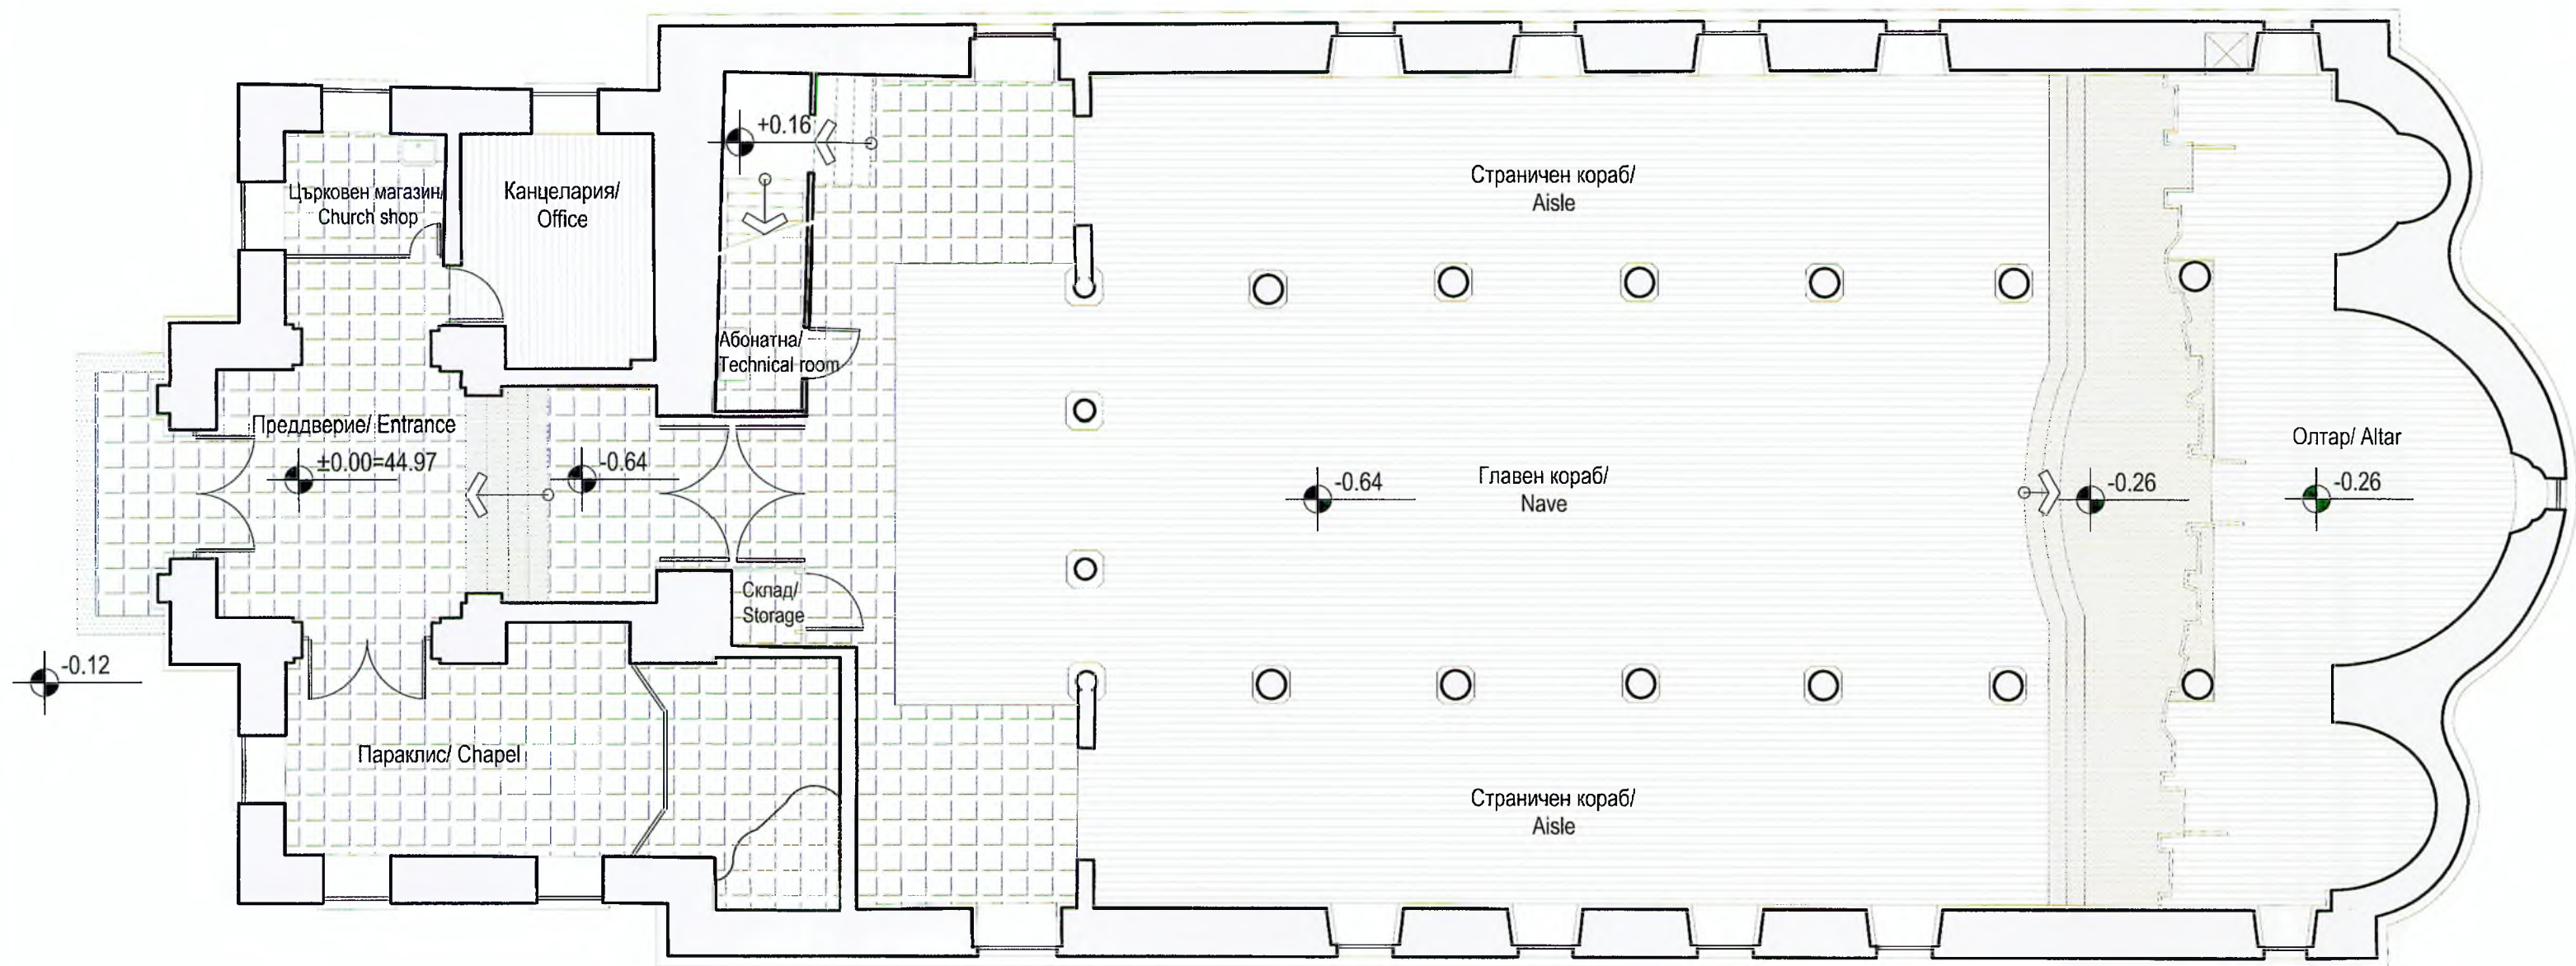 +0.16
Църковен магазин/
Church shop
Канцелария/
Office
Страничен кораб/
Aisle
Абонатна/
Technical room
Преддверие/ Entrance
±0.00=44.97
-0.64
-0.64
Главен кораб/
Nave
-0.26
Олтар/ Altar
-0.26
Склад/
Storage
-0.12
Параклис/ Chapel
Страничен кораб/
Aisle